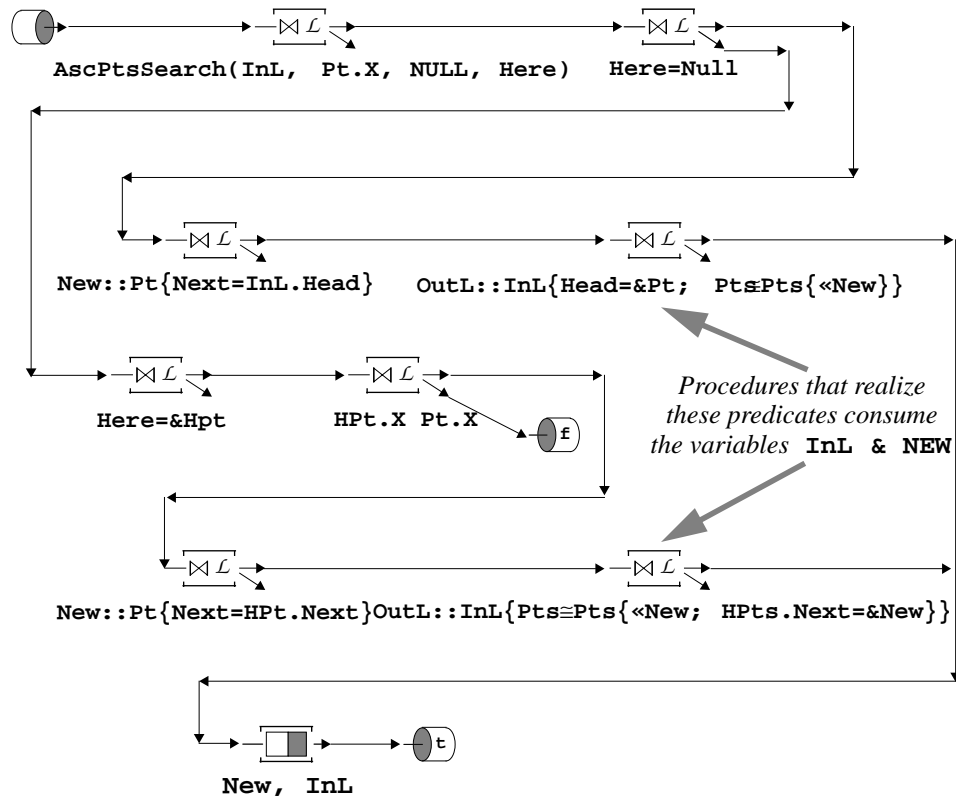 ⋈ ℒ ⋈ ℒ
AscPtsSearch(InL, Pt.X, NULL, Here) Here=Null
⋈ ℒ ⋈ ℒ
New::Pt{Next=InL.Head} OutL::InL{Head=&Pt; Pts≅Pts{«New}}
⋈ ℒ ⋈ ℒ
Here=&Hpt HPt.X Pt.X
f
Procedures that realize
these predicates consume
the variables InL & NEW
⋈ ℒ ⋈ ℒ
New::Pt{Next=HPt.Next} OutL::InL{Pts≅Pts{«New; HPts.Next=&New}}
t
New, InL